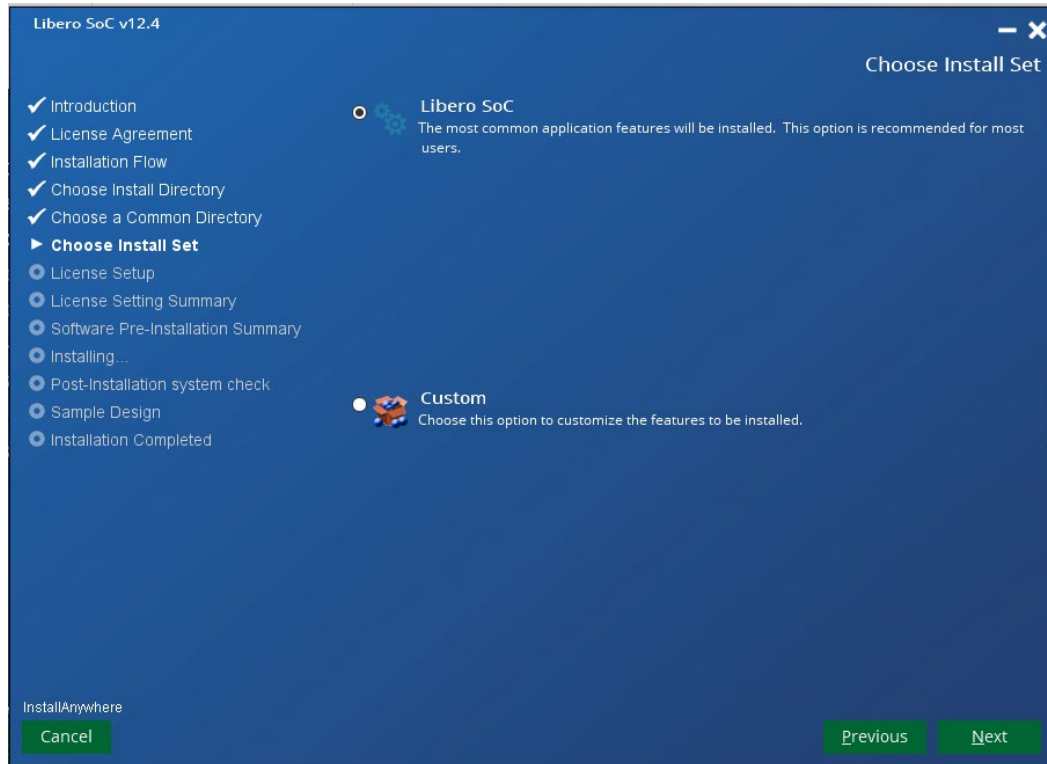 Libero SoC v12.4
Choose Install Set
Introduction
License Agreement
Installation Flow
Choose Install Directory
Choose a Common Directory
Choose Install Set
License Setup
License Setting Summary
Software Pre-Installation Summary
Installing...
Post-Installation system check
Sample Design
Installation Completed
Libero SoC
The most common application features will be installed. This option is recommended for most
users.
Custom
Choose this option to customize the features to be installed.
InstallAnywhere
Cancel
Previous
Next